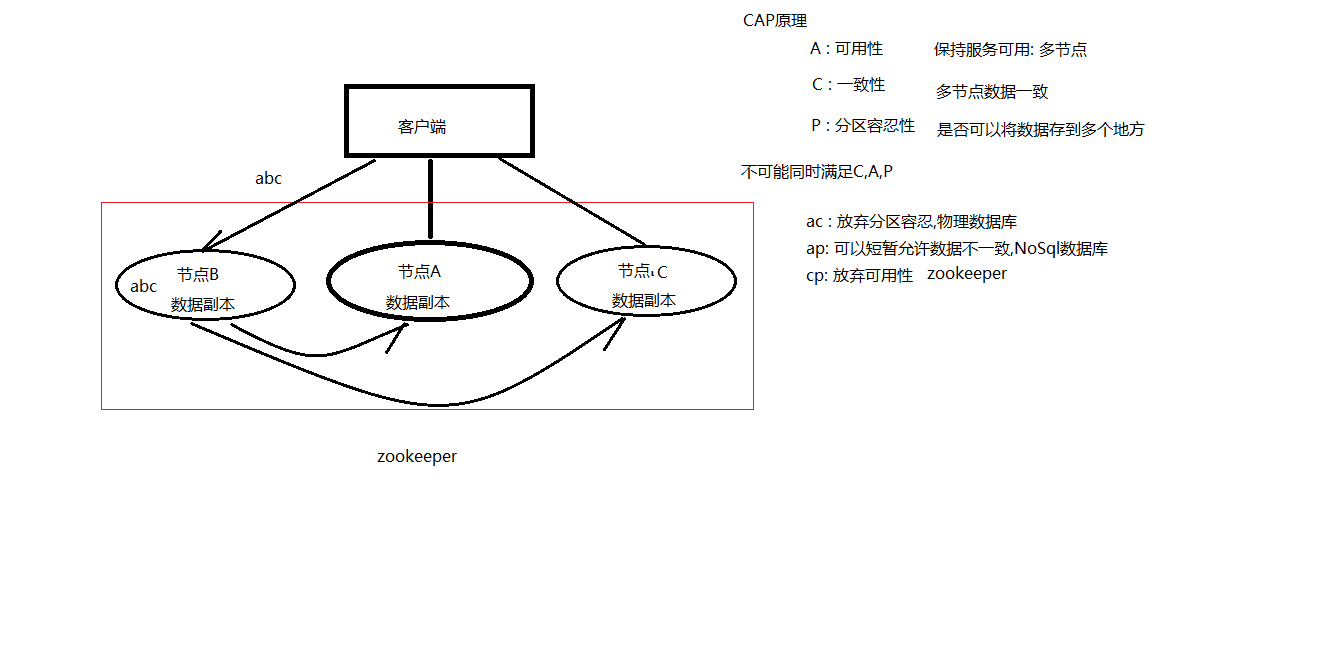 CAP原理
A : 可用性 保持服务可用: 多节点
C : 一致性 多节点数据一致
P : 分区容忍性 是否可以将数据存到多个地方
不可能同时满足C,A,P
ac : 放弃分区容忍,物理数据库
ap: 可以短暂允许数据不一致,NoSql数据库
cp: 放弃可用性 zookeeper
客户端
abc
节点B
abc
数据副本
节点A
数据副本
节点 C
数据副本
zookeeper